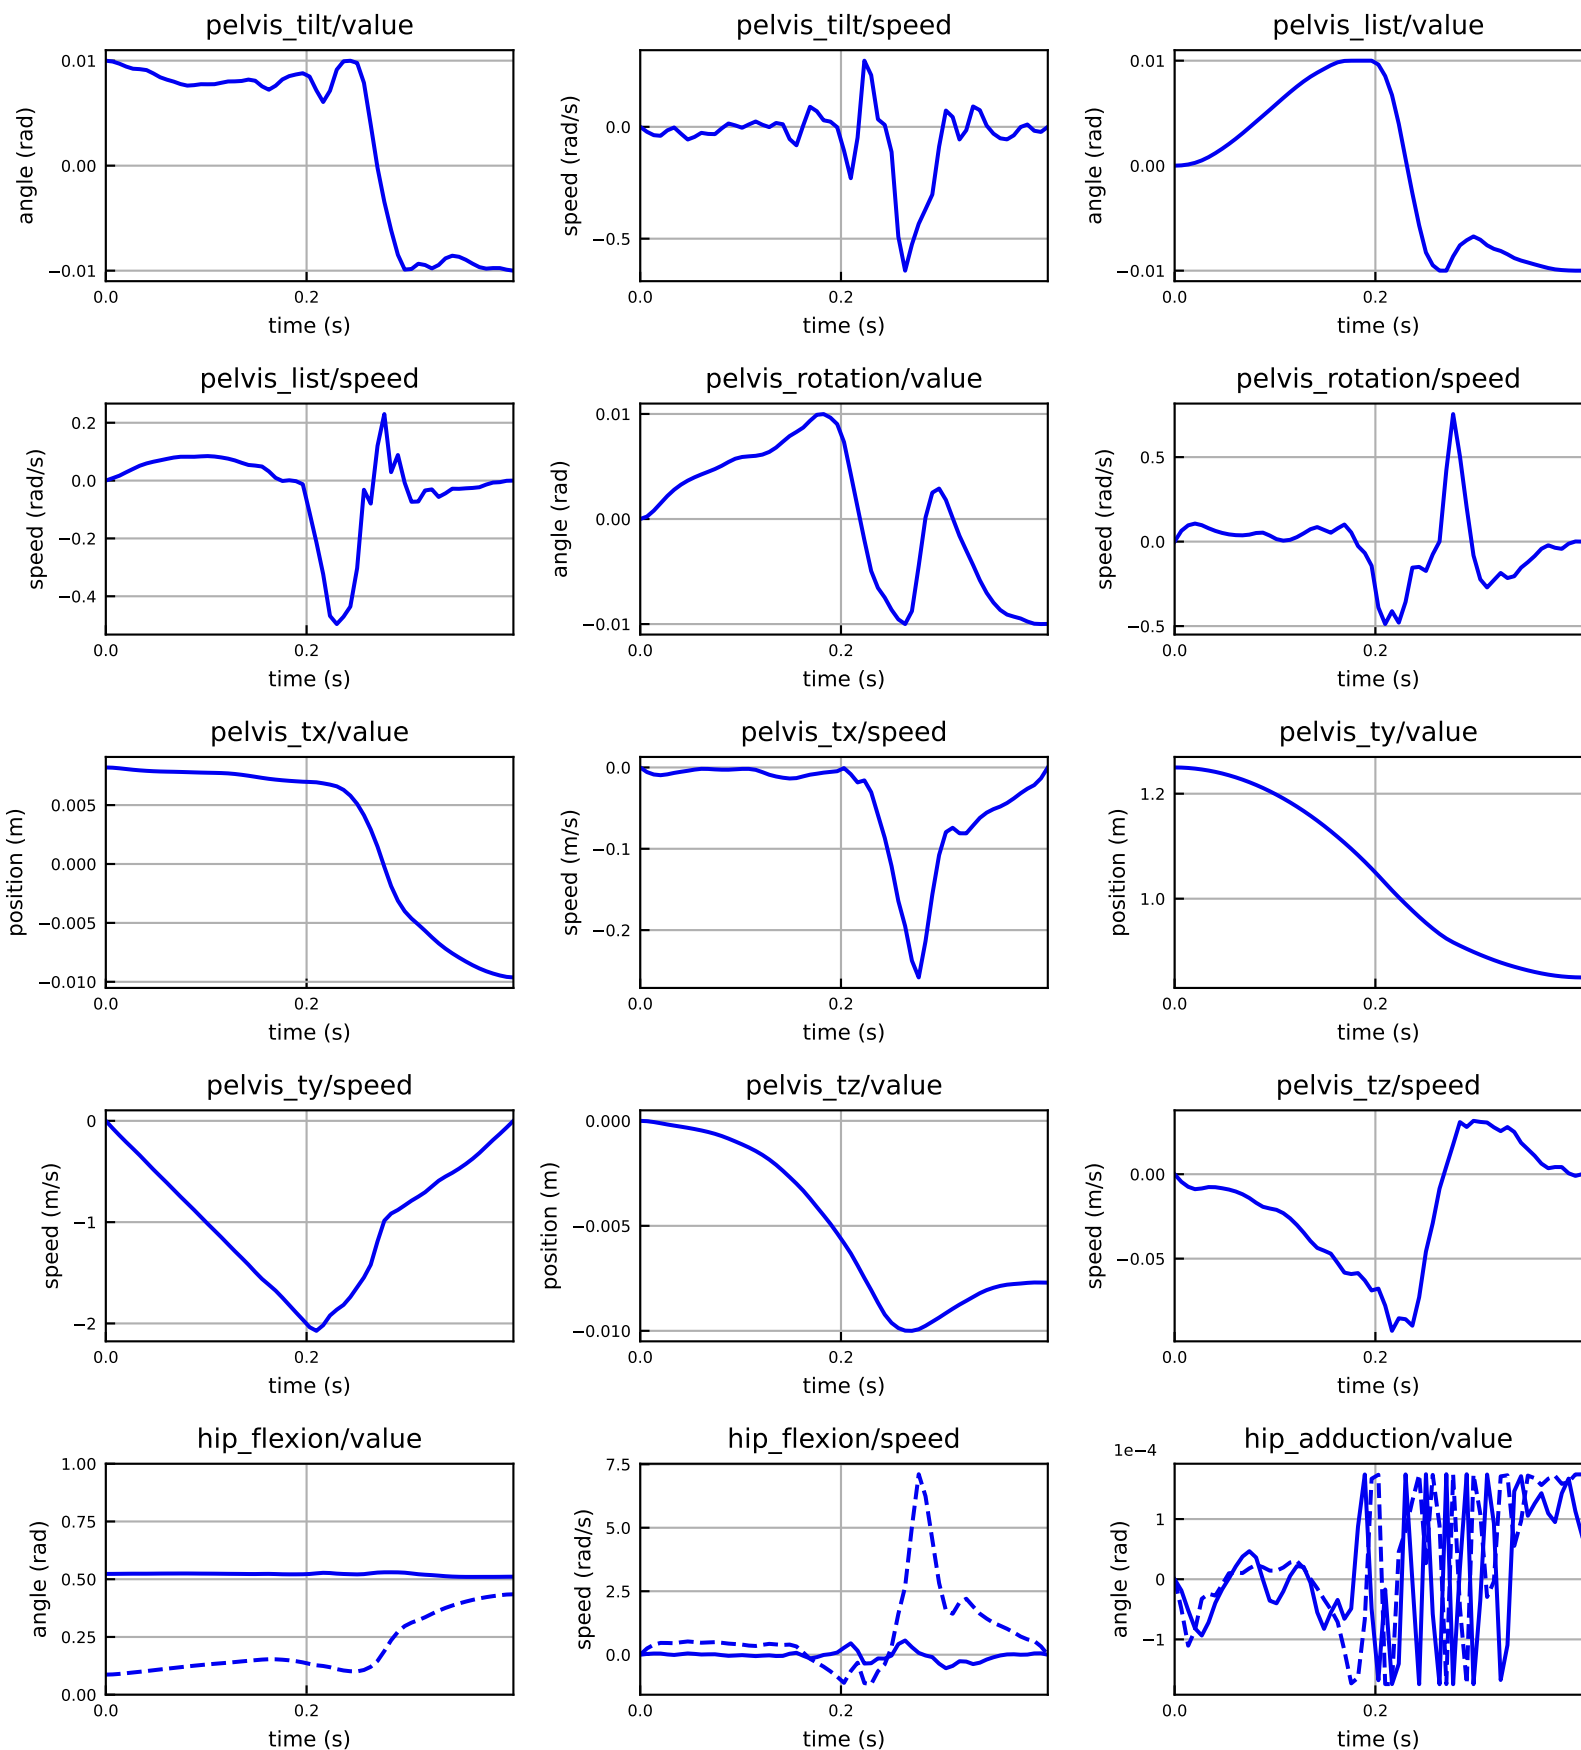 pelvis_tilt/value
pelvis_tilt/speed
pelvis_list/value
angle (rad)
0.01
0.00
−0.01
0.0
0.2
time (s)
speed (rad/s)
0.0
−0.5
0.0
0.2
time (s)
angle (rad)
0.01
0.00
−0.01
0.0
0.2
time (s)
pelvis_list/speed
pelvis_rotation/value
pelvis_rotation/speed
speed (rad/s)
0.2
0.0
−0.2
−0.4
0.0
0.2
time (s)
angle (rad)
0.01
0.00
−0.01
0.0
0.2
time (s)
speed (rad/s)
0.5
0.0
−0.5
0.0
0.2
time (s)
pelvis_tx/value
pelvis_tx/speed
pelvis_ty/value
position (m)
0.005
0.000
−0.005
−0.010
0.0
0.2
time (s)
speed (m/s)
0.0
−0.1
−0.2
0.0
0.2
time (s)
position (m)
1.2
1.0
0.0
0.2
time (s)
pelvis_ty/speed
pelvis_tz/value
pelvis_tz/speed
speed (m/s)
0
−1
−2
0.0
0.2
time (s)
position (m)
0.000
−0.005
−0.010
0.0
0.2
time (s)
speed (m/s)
0.00
−0.05
0.0
0.2
time (s)
hip_flexion/value
hip_flexion/speed
hip_adduction/value
angle (rad)
1.00
0.75
0.50
0.25
0.00
0.0
0.2
time (s)
speed (rad/s)
7.5
5.0
2.5
0.0
0.0
0.2
time (s)
1e−4
angle (rad)
1
0
−1
0.0
0.2
time (s)